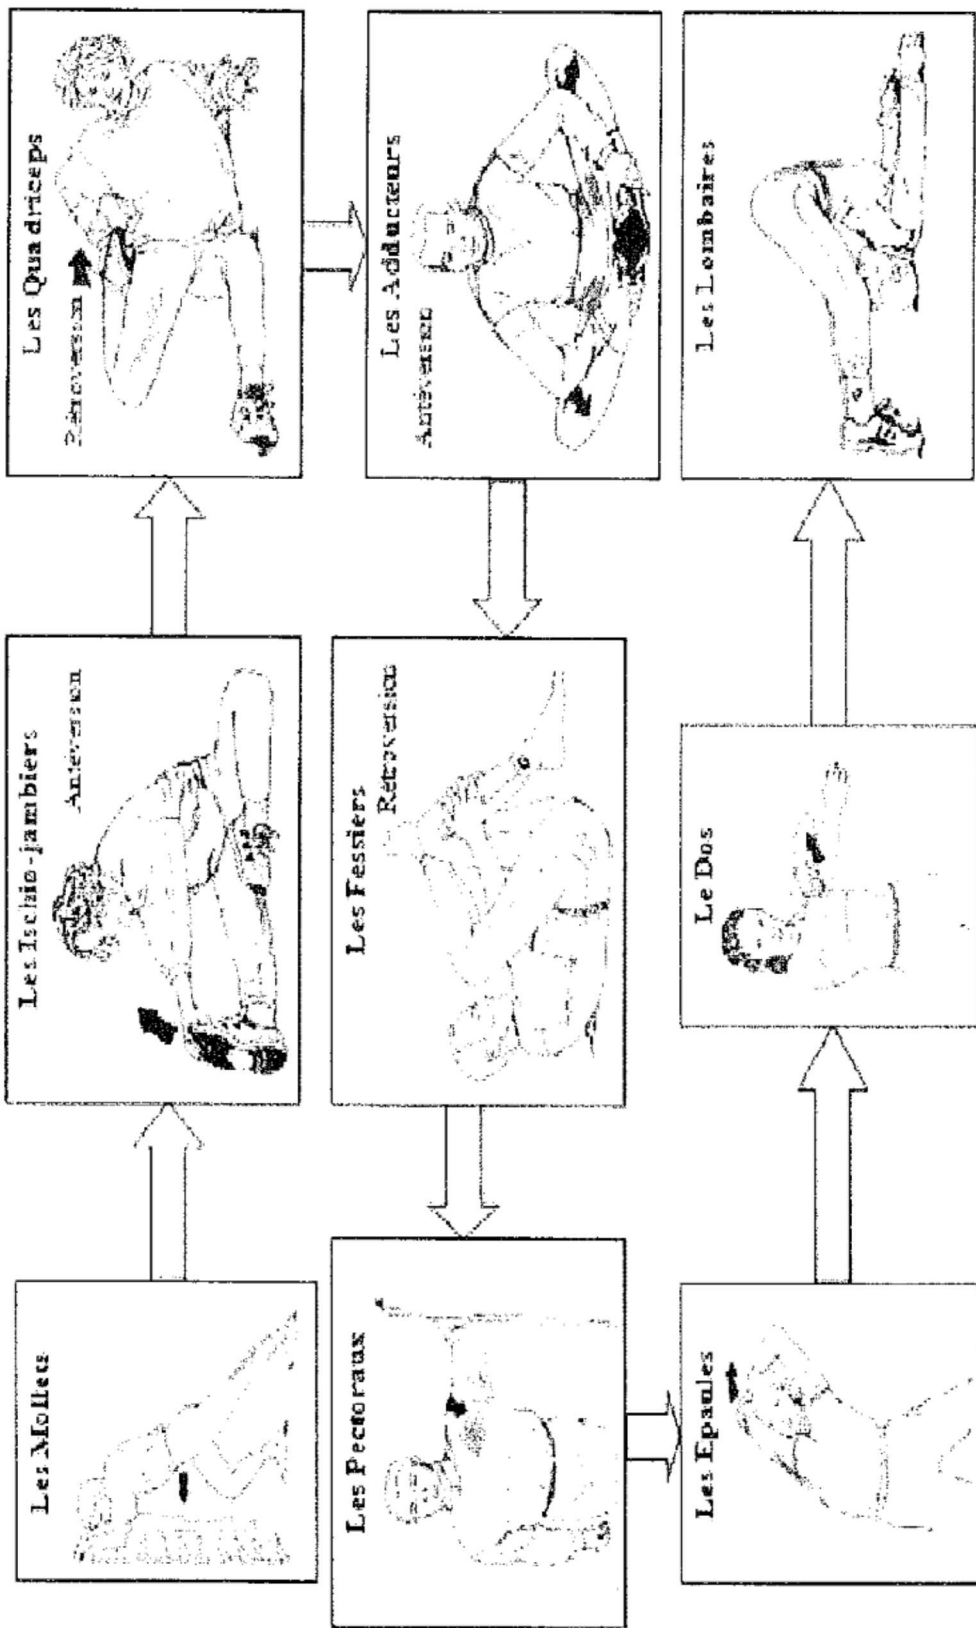 Les Mollets
Les Ischio-jambiers
Antéversion
Les Quadriceps
Rétroversion
Les Adducteurs
Antéversion
Les Fessiers
Rétroversion
Les Pectoraux
Les Epaules
Le Dos
Les Lombaires